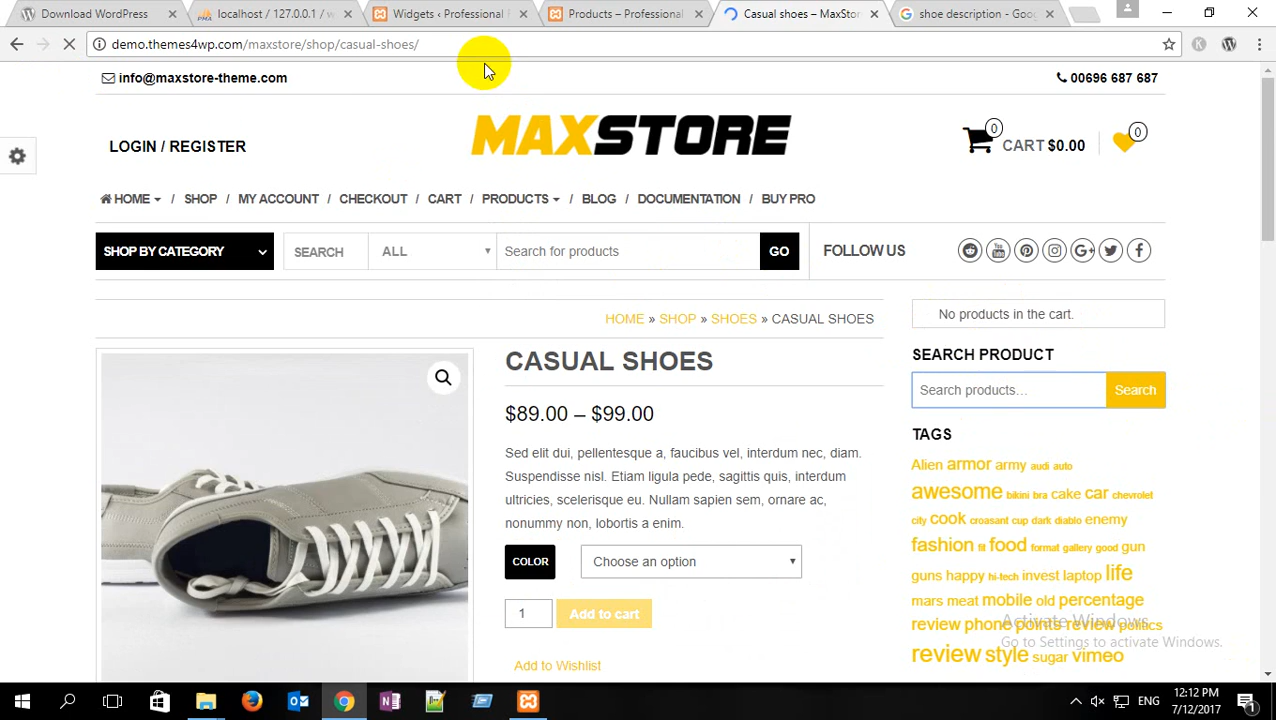 Download WordPress
localhost / 127.0.0.1 / w
Widgets ‹ Professional
Products – Professional
Casual shoes – MaxStor
shoe description - Goog
demo.themes4wp.com/maxstore/shop/casual-shoes/
info@maxstore-theme.com
00696 687 687
LOGIN / REGISTER
MAXSTORE
0
CART $0.00
0
HOME / SHOP / MY ACCOUNT / CHECKOUT / CART / PRODUCTS / BLOG / DOCUMENTATION / BUY PRO
SHOP BY CATEGORY
SEARCH
ALL
Search for products
GO
FOLLOW US
HOME » SHOP » SHOES » CASUAL SHOES
No products in the cart.
CASUAL SHOES
$89.00 – $99.00
Sed elit dui, pellentesque a, faucibus vel, interdum nec, diam.
Suspendisse nisl. Etiam ligula pede, sagittis quis, interdum
ultricies, scelerisque eu. Nullam sapien sem, ornare ac,
nonummy non, lobortis a enim.
COLOR
Choose an option
1
Add to cart
Add to Wishlist
SEARCH PRODUCT
Search products…
Search
TAGS
Alien armor army audi auto
awesome bikini bra cake car chevrolet
city cook croasant cup dark diablo enemy
fashion fit food format gallery good gun
guns happy hi-tech invest laptop life
mars meat mobile old percentage
review phone points review politics
review style sugar vimeo
Activate Windows
Go to Settings to activate Windows.
ENG
12:12 PM
7/12/2017
1